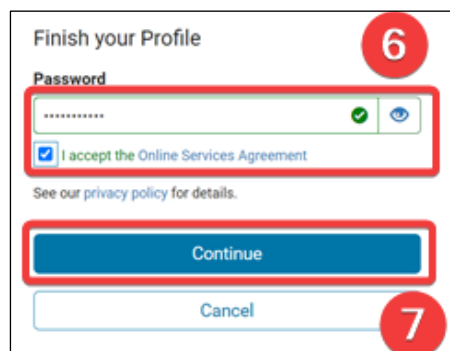 Finish your Profile
6
Password
•••••••••••
I accept the Online Services Agreement
See our privacy policy for details.
Continue
Cancel
7